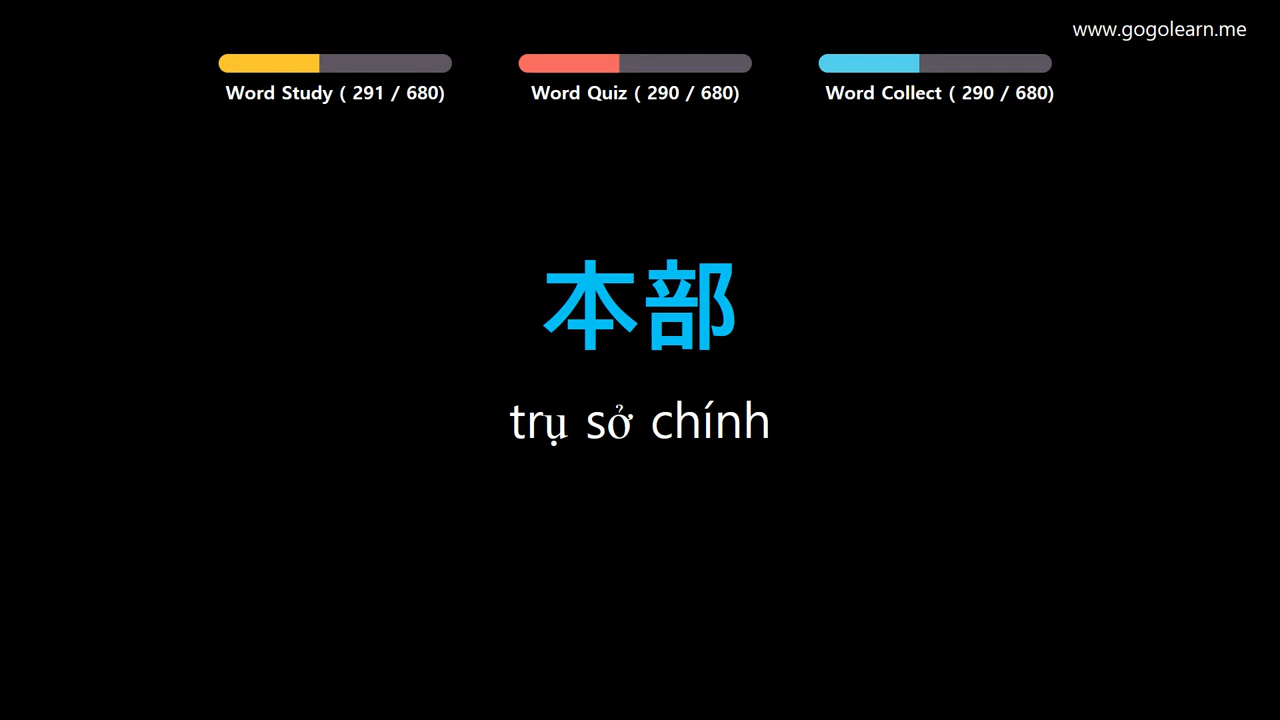 www.gogolearn.me
Word Study ( 291 / 680)
Word Quiz ( 290 / 680)
Word Collect ( 290 / 680)
本部
trụ sở chính